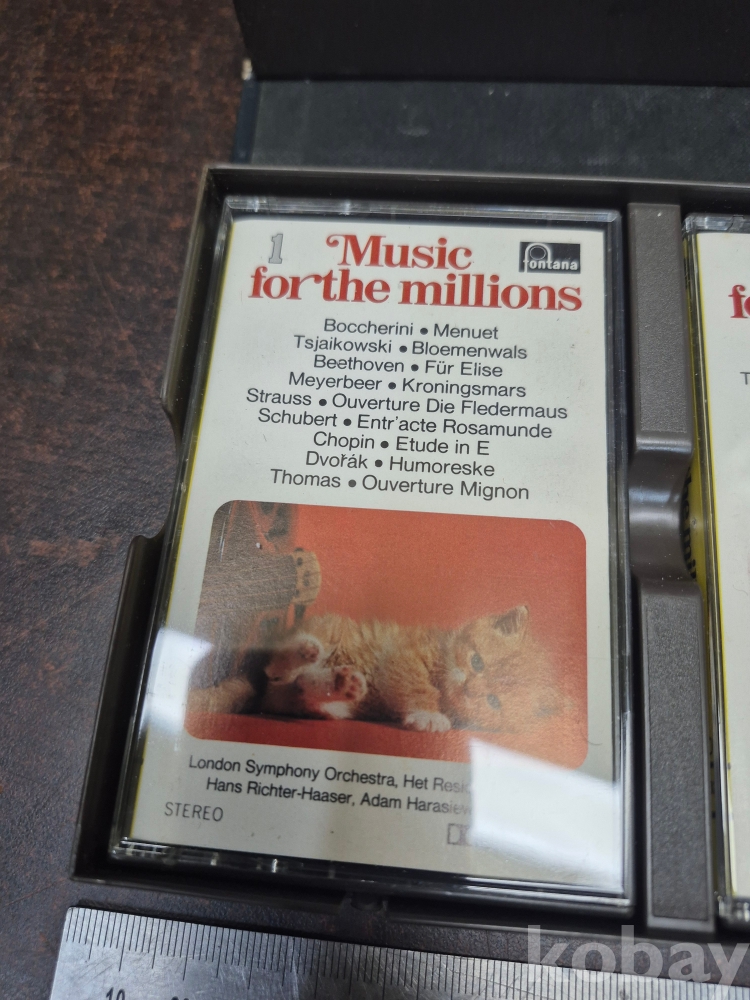 1
Music
for the millions
fontana
Boccherini • Menuet
Tsjaikowski • Bloemenwals
Beethoven • Für Elise
Meyerbeer • Kroningsmars
Strauss • Ouverture Die Fledermaus
Schubert • Entr'acte Rosamunde
Chopin • Etude in E
Dvořák • Humoreske
Thomas • Ouverture Mignon
London Symphony Orchestra, Het
Hans Richter-Haaser, Adam
STEREO
10
kobay